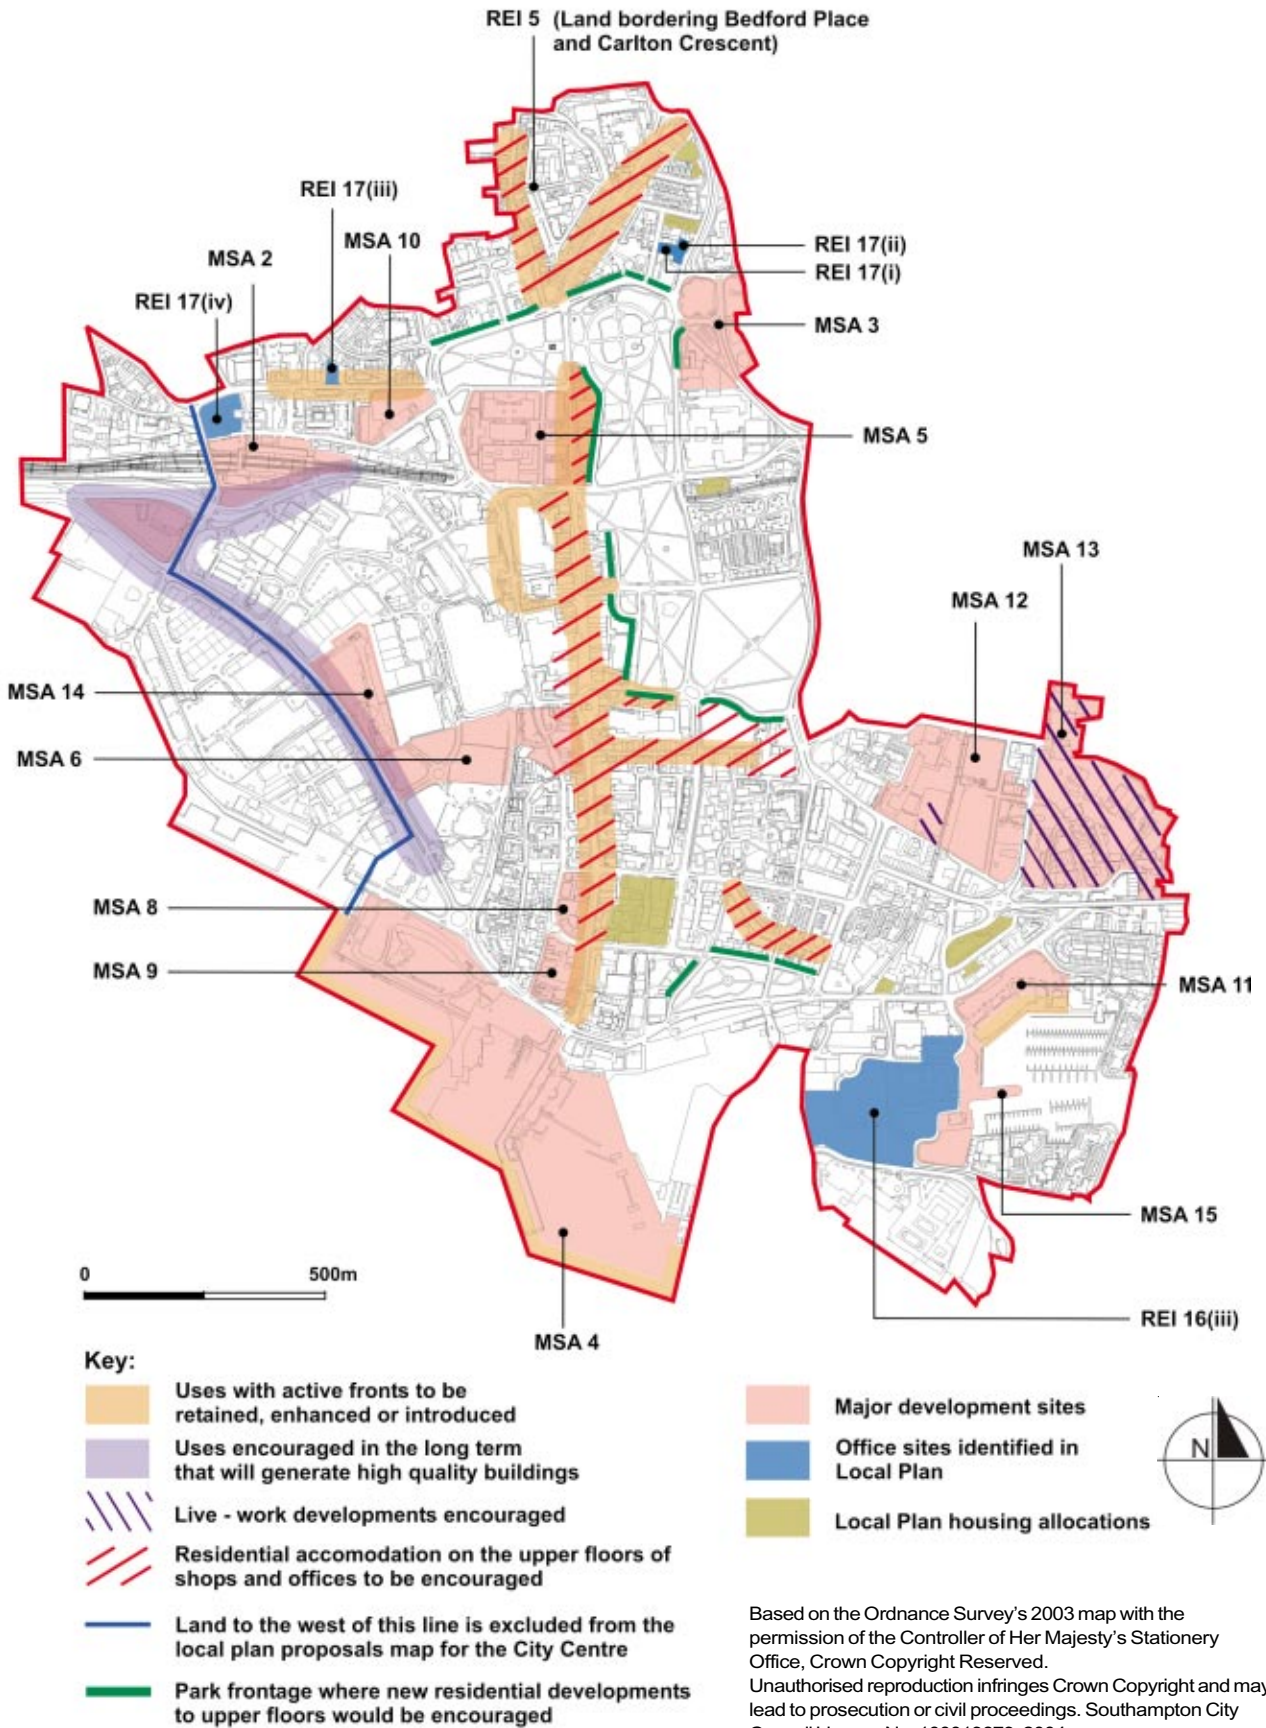 REI 5 (Land bordering Bedford Place
and Carlton Crescent)
REI 17(iii)
MSA 10
MSA 2
REI 17(iv)
REI 17(ii)
REI 17(i)
MSA 3
MSA 5
MSA 13
MSA 12
MSA 14
MSA 6
MSA 8
MSA 9
MSA 11
MSA 15
REI 16(iii)
MSA 4
0 500m
Key:
Uses with active fronts to be
retained, enhanced or introduced
Uses encouraged in the long term
that will generate high quality buildings
Live - work developments encouraged
Residential accomodation on the upper floors of
shops and offices to be encouraged
Land to the west of this line is excluded from the
local plan proposals map for the City Centre
Park frontage where new residential developments
to upper floors would be encouraged
Major development sites
Office sites identified in
Local Plan
Local Plan housing allocations
N
Based on the Ordnance Survey's 2003 map with the
permission of the Controller of Her Majesty's Stationery
Office, Crown Copyright Reserved.
Unauthorised reproduction infringes Crown Copyright and may
lead to prosecution or civil proceedings. Southampton City